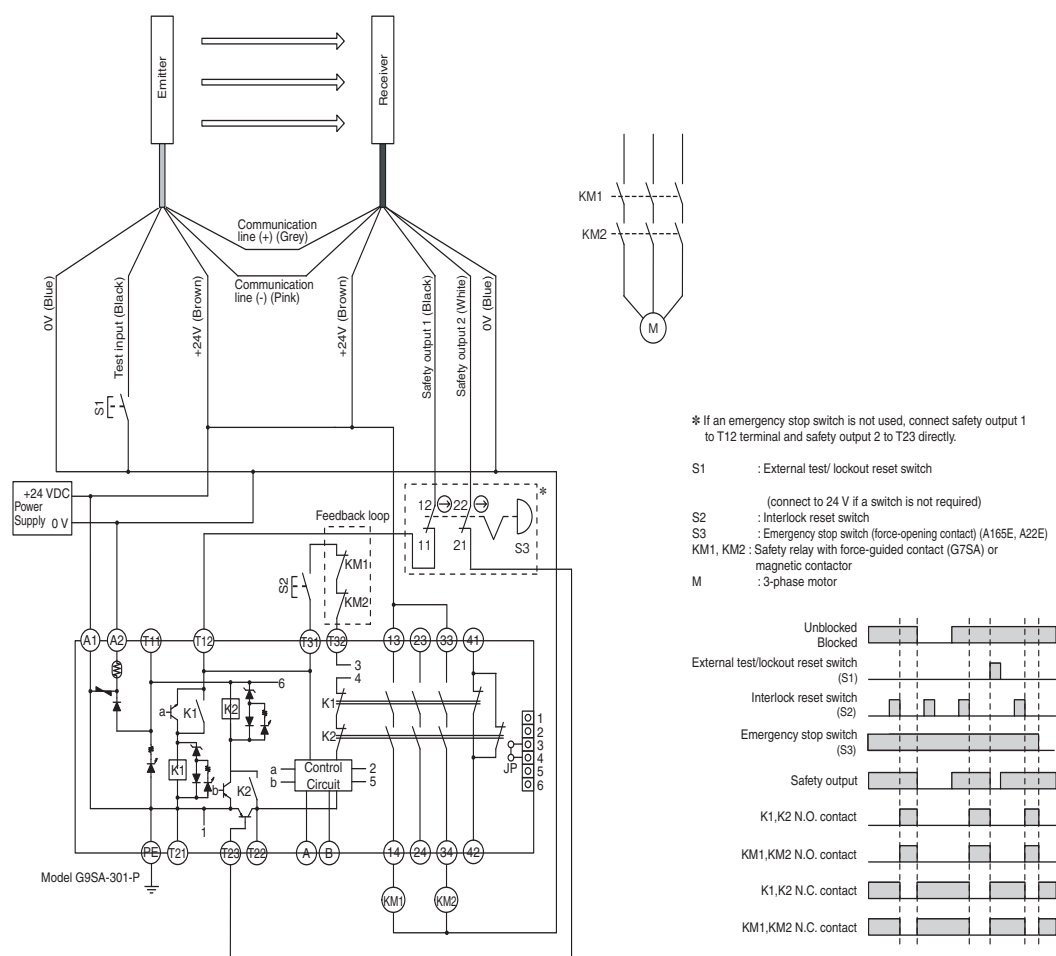 Emitter
Receiver
Communication
line (+) (Grey)
Communication
line (-) (Pink)
0V (Blue)
Test input (Black)
+24V (Brown)
+24V (Brown)
Safety output 1 (Black)
Safety output 2 (White)
0V (Blue)
S1
KM1
KM2
M
+24 VDC
Power
Supply 0 V
Feedback loop
*
12
22
11
21
S3
S2
KM1
KM2
A1
A2
T11
T12
T31
T32
13
23
33
41
3
4
6
a
K1
K2
K1
K2
K1
b
K2
a
b
Control
Circuit
2
5
1
JP
1
2
3
4
5
6
PE
T21
T23
T22
A
B
14
24
34
42
Model G9SA-301-P
KM1
KM2
* If an emergency stop switch is not used, connect safety output 1
to T12 terminal and safety output 2 to T23 directly.
S1 : External test/ lockout reset switch
(connect to 24 V if a switch is not required)
S2 : Interlock reset switch
S3 : Emergency stop switch (force-opening contact) (A165E, A22E)
KM1, KM2 : Safety relay with force-guided contact (G7SA) or
magnetic contactor
M : 3-phase motor
Unblocked
Blocked
External test/lockout reset switch
(S1)
Interlock reset switch
(S2)
Emergency stop switch
(S3)
Safety output
K1,K2 N.O. contact
KM1,KM2 N.O. contact
K1,K2 N.C. contact
KM1,KM2 N.C. contact